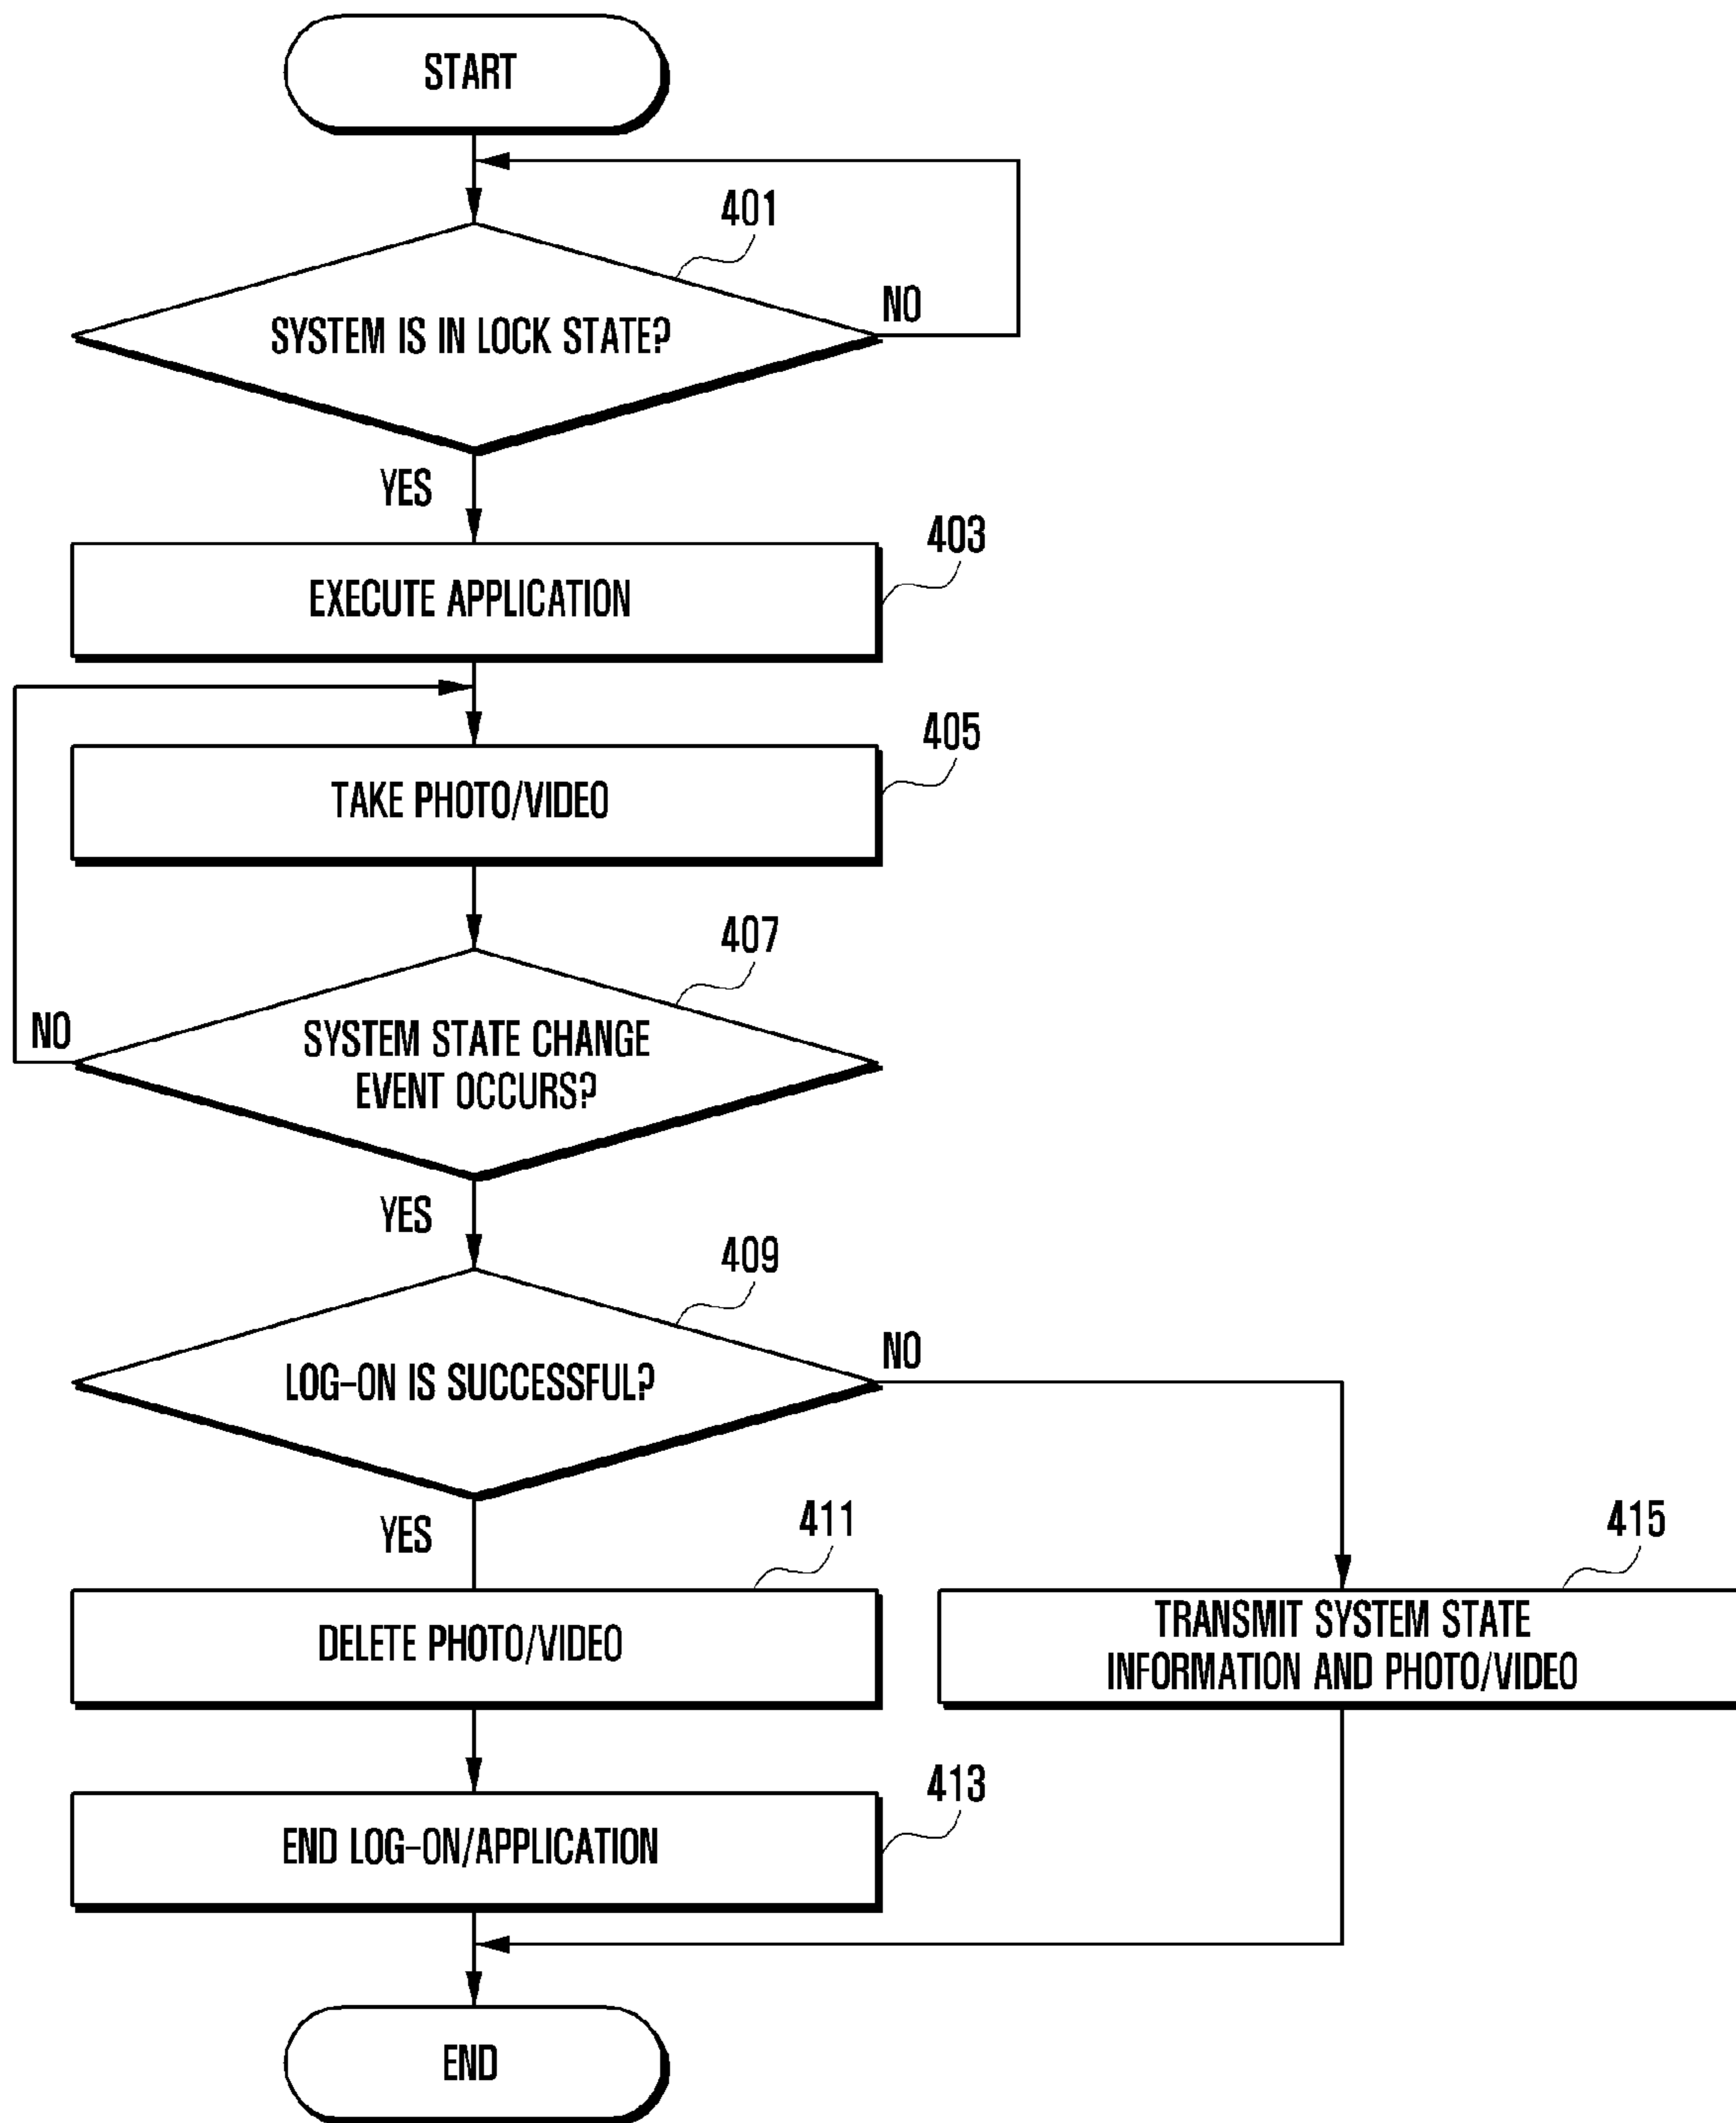 START
401
NO
SYSTEM IS IN LOCK STATE?
YES
403
EXECUTE APPLICATION
405
TAKE PHOTO/VIDEO
407
NO
SYSTEM STATE CHANGE
EVENT OCCURS?
YES
409
NO
LOG-ON IS SUCCESSFUL?
YES
411
415
DELETE PHOTO/VIDEO
TRANSMIT SYSTEM STATE
INFORMATION AND PHOTO/VIDEO
413
END LOG-ON/APPLICATION
END